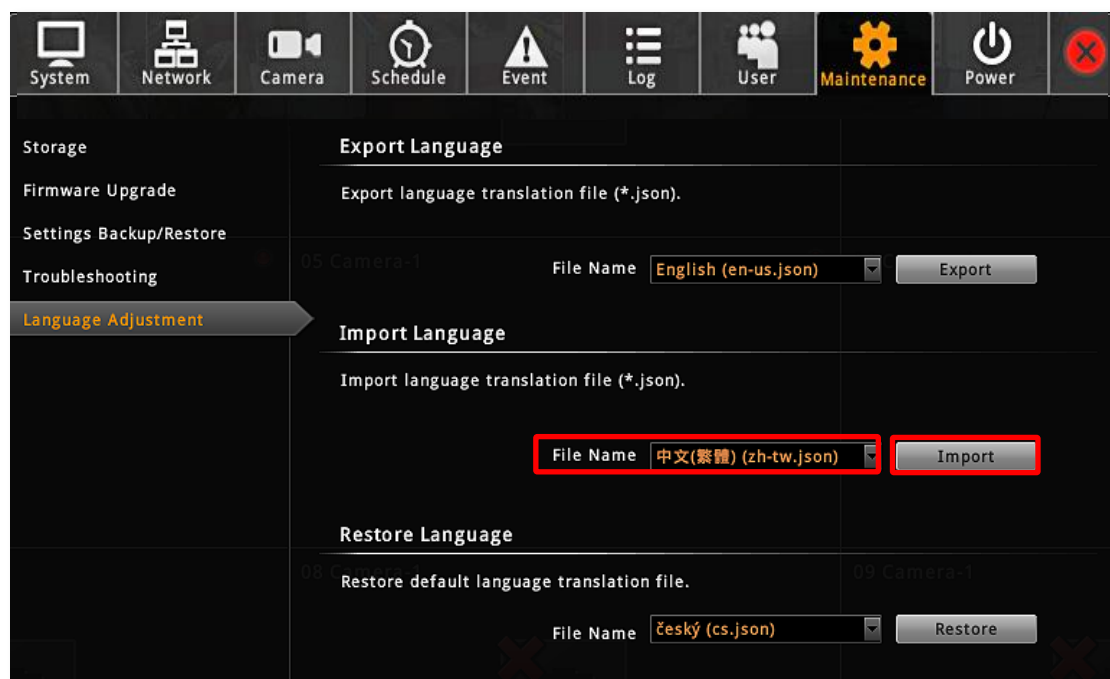 System Network Camera Schedule Event Log User Maintenance Power
Storage
Firmware Upgrade
Settings Backup/Restore
Troubleshooting
Language Adjustment
Export Language
Export language translation file (*.json).
05 Camera-1
File Name English (en-us.json) Export
Import Language
Import language translation file (*.json).
File Name 中文(繁體) (zh-tw.json) Import
Restore Language
08 Camera-1 09 Camera-1
Restore default language translation file.
File Name český (cs.json) Restore